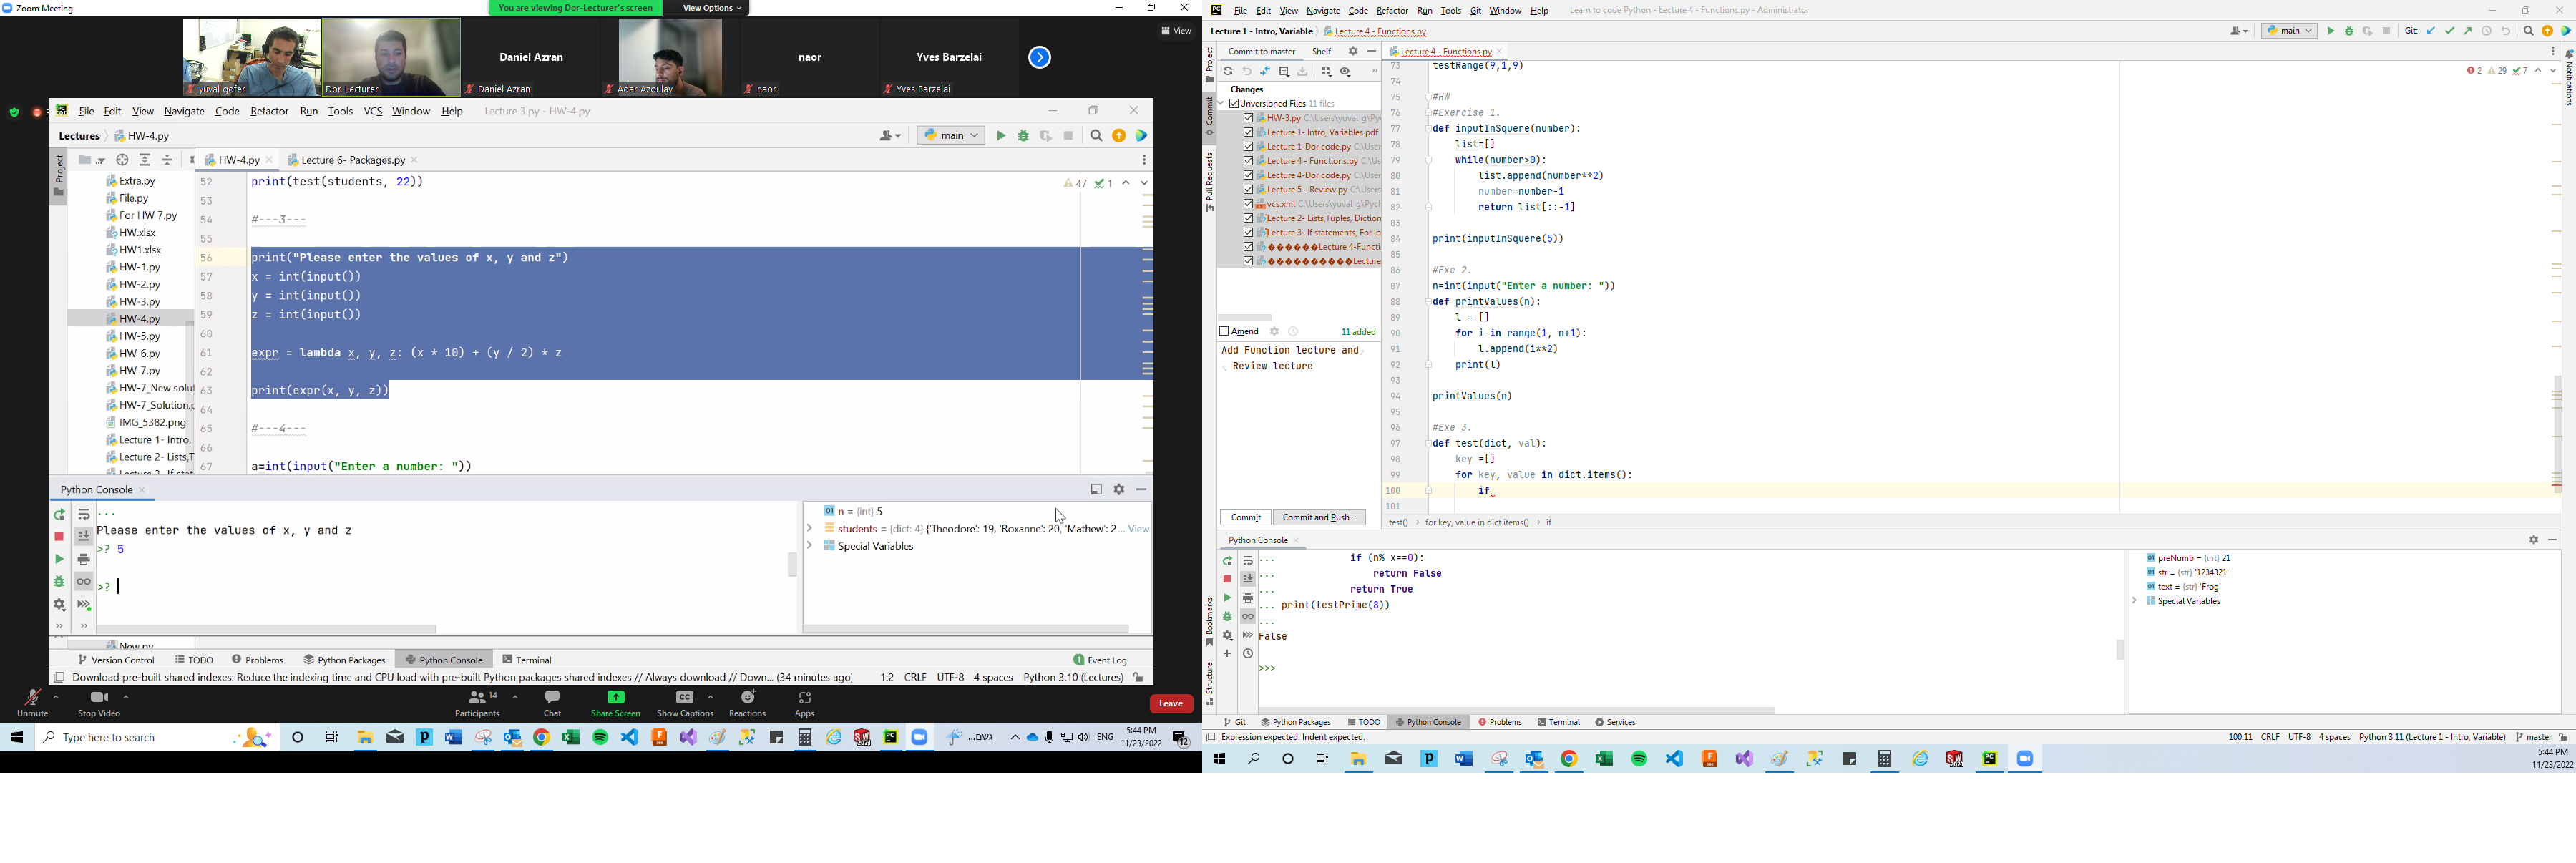 Zoom Meeting
You are viewing Dor-Lecturer's screen
View Options
View
yuval gofer
Dor-Lecturer
Daniel Azran
Daniel Azran
Adar Azoulay
naor
naor
Yves Barzelai
Yves Barzelai
File Edit View Navigate Code Refactor Run Tools VCS Window Help Lecture 3.py - HW-4.py
Lectures HW-4.py
main
Project
HW-4.py
Lecture 6- Packages.py
47 1
Extra.py
File.py
For HW 7.py
HW.xlsx
HW1.xlsx
HW-1.py
HW-2.py
HW-3.py
HW-4.py
HW-5.py
HW-6.py
HW-7.py
HW-7_New solut
HW-7_Solution.p
IMG_5382.png
Lecture 1- Intro,
Lecture 2- Lists,T
Lecture 3- If stat
52 print(test(students, 22))
53
54 #---3---
55
56 print("Please enter the values of x, y and z")
57 x = int(input())
58 y = int(input())
59 z = int(input())
60
61 expr = lambda x, y, z: (x * 10) + (y / 2) * z
62
63 print(expr(x, y, z))
64
65 #---4---
66
67 a=int(input("Enter a number: "))
Python Console
...
Please enter the values of x, y and z
>? 5
>?
n = {int} 5
students = {dict: 4} {'Theodore': 19, 'Roxanne': 20, 'Mathew': 2... View
Special Variables
New.py
Version Control TODO Problems Python Packages Python Console Terminal
1 Event Log
Download pre-built shared indexes: Reduce the indexing time and CPU load with pre-built Python packages shared indexes // Always download // Down... (34 minutes ago)
1:2 CRLF UTF-8 4 spaces Python 3.10 (Lectures)
Unmute
Stop Video
14
Participants
Chat
Share Screen
CC
Show Captions
Reactions
Apps
Leave
Type here to search
גשם...
ENG
5:44 PM
11/23/2022
12
File Edit View Navigate Code Refactor Run Tools Git Window Help Learn to code Python - Lecture 4 - Functions.py - Administrator
Lecture 1 - Intro, Variable Lecture 4 - Functions.py
main
Git:
Project
Commit
Pull Requests
Bookmarks
Structure
Notifications
Commit to master Shelf
Changes
Unversioned Files 11 files
HW-3.py C:\Users\yuval_g\Pyc
Lecture 1- Intro, Variables.pdf
Lecture 1-Dor code.py C:\User
Lecture 4 - Functions.py C:\Us
Lecture 4-Dor code.py C:\User
Lecture 5 - Review.py C:\Users
vcs.xml C:\Users\yuval_g\Pych
Lecture 2- Lists,Tuples, Diction
Lecture 3- If statements, For lo
������Lecture 4-Functi
����������Lecture
Amend
11 added
Add Function lecture and
Review lecture
Commit
Commit and Push...
Lecture 4 - Functions.py
2 29 7
73 testRange(9,1,9)
74
75 #HW
76 #Exercise 1.
77 def inputInSquere(number):
78 list=[]
79 while(number>0):
80 list.append(number**2)
81 number=number-1
82 return list[::-1]
83
84 print(inputInSquere(5))
85
86 #Exe 2.
87 n=int(input("Enter a number: "))
88 def printValues(n):
89 l = []
90 for i in range(1, n+1):
91 l.append(i**2)
92 print(l)
93
94 printValues(n)
95
96 #Exe 3.
97 def test(dict, val):
98 key =[]
99 for key, value in dict.items():
100 if
101
test() for key, value in dict.items() if
Python Console
... if (n% x==0):
... return False
... return True
... print(testPrime(8))
...
False
>>>
preNumb = {int} 21
str = {str} '1234321'
text = {str} 'Frog'
Special Variables
Git Python Packages TODO Python Console Problems Terminal Services
Expression expected. Indent expected.
100:11 CRLF UTF-8 4 spaces Python 3.11 (Lecture 1 - Intro, Variable) master
5:44 PM
11/23/2022